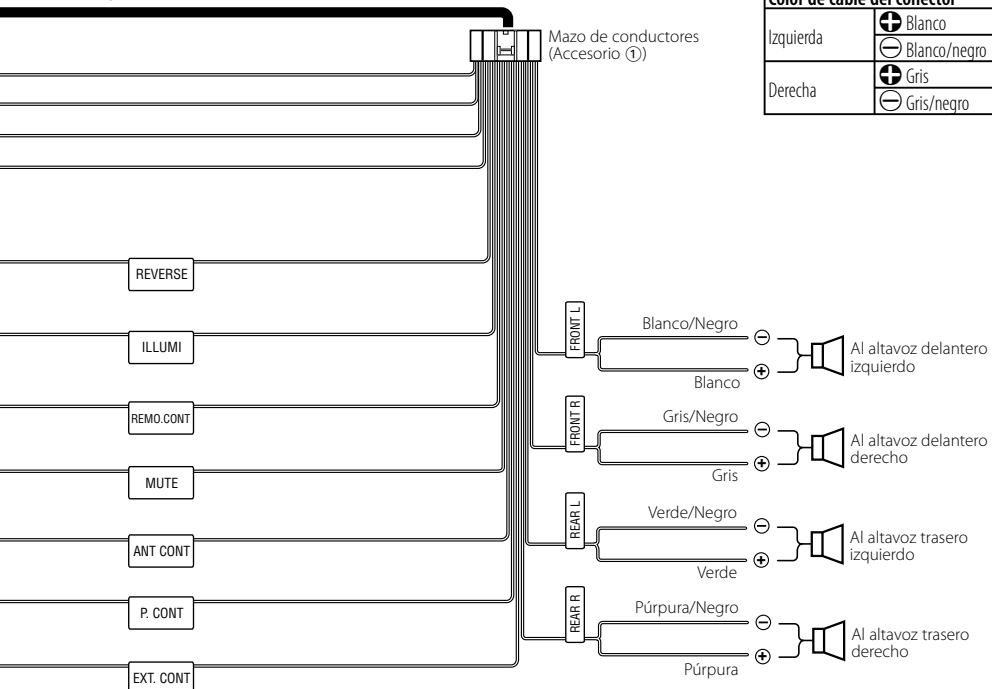 Color de cable del conector
Izquierda
⊕ Blanco
⊖ Blanco/negro
Derecha
⊕ Gris
⊖ Gris/negro
Mazo de conductores
(Accesorio ①)
REVERSE
ILLUMI
REMO.CONT
MUTE
ANT CONT
P. CONT
EXT. CONT
FRONT L
Blanco/Negro
⊖
⊕
Blanco
Al altavoz delantero
izquierdo
FRONT R
Gris/Negro
⊖
⊕
Gris
Al altavoz delantero
derecho
REAR L
Verde/Negro
⊖
⊕
Verde
Al altavoz trasero
izquierdo
REAR R
Púrpura/Negro
⊖
⊕
Púrpura
Al altavoz trasero
derecho